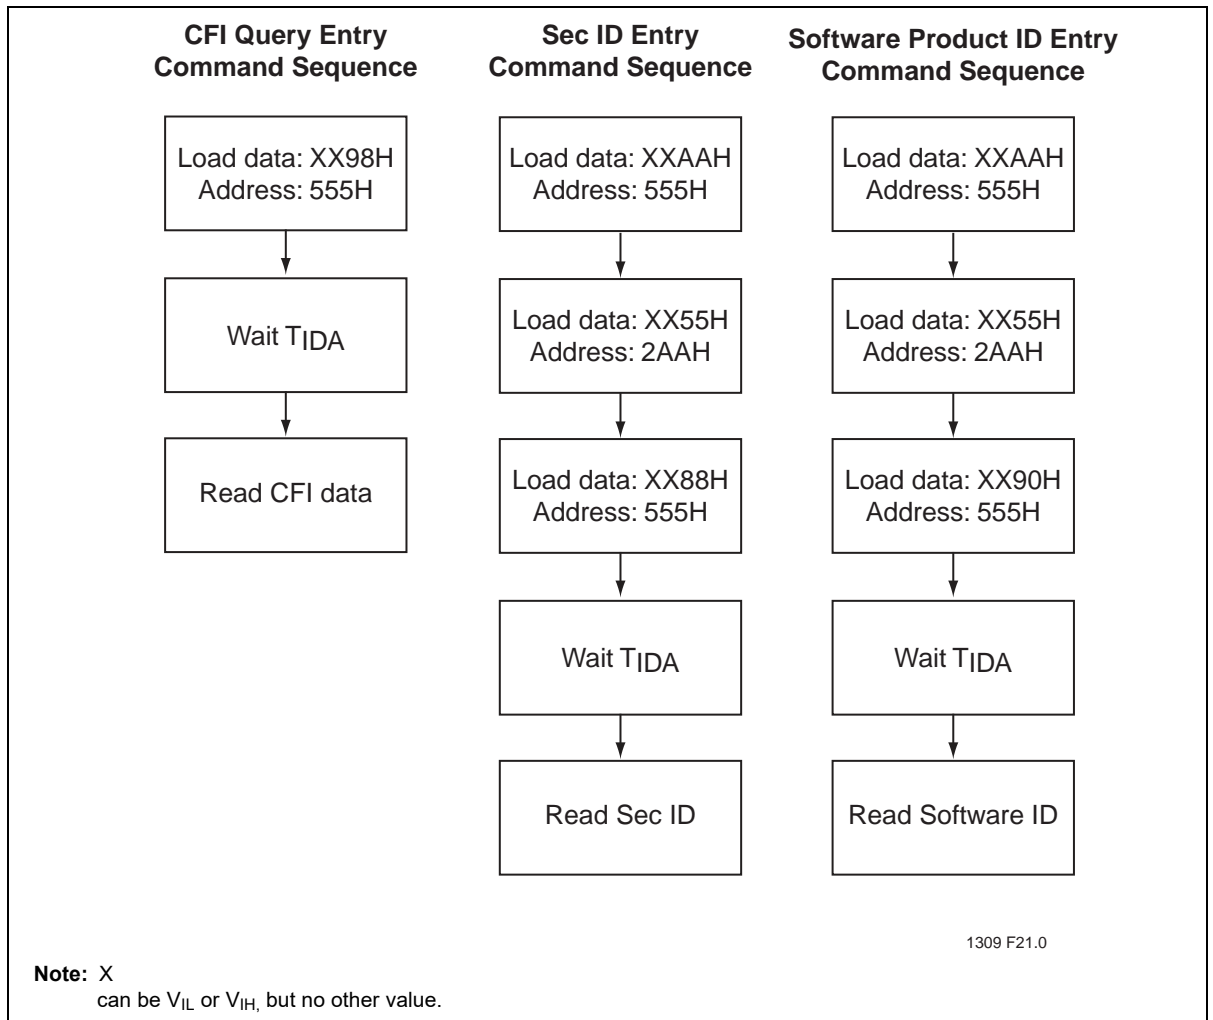 CFI Query Entry
Command Sequence
Load data: XX98H
Address: 555H
Wait TIDA
Read CFI data
Sec ID Entry
Command Sequence
Load data: XXAAH
Address: 555H
Load data: XX55H
Address: 2AAH
Load data: XX88H
Address: 555H
Wait TIDA
Read Sec ID
Software Product ID Entry
Command Sequence
Load data: XXAAH
Address: 555H
Load data: XX55H
Address: 2AAH
Load data: XX90H
Address: 555H
Wait TIDA
Read Software ID
1309 F21.0
Note: X
can be VIL or VIH, but no other value.